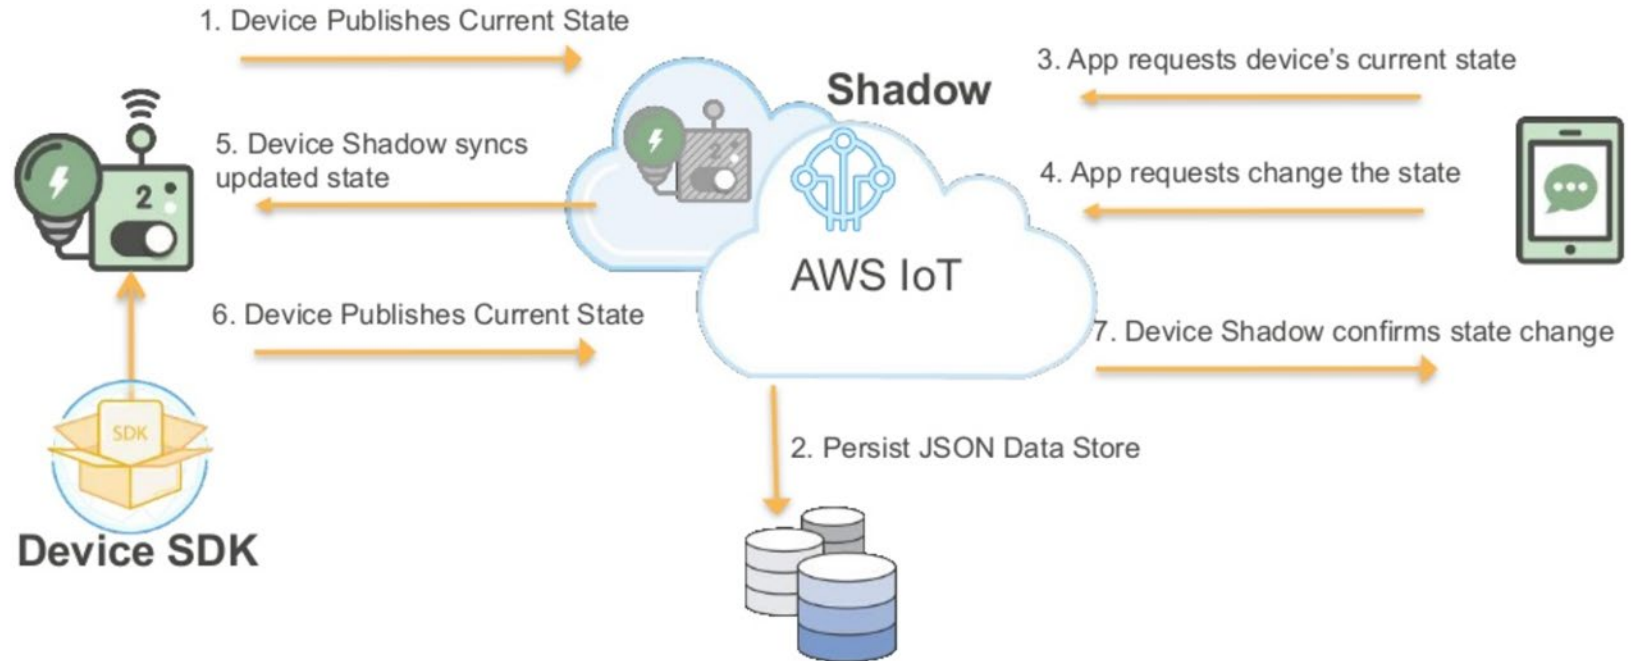 1. Device Publishes Current State
3. App requests device's current state
Shadow
5. Device Shadow syncs
updated state
4. App requests change the state
2
2
AWS IoT
6. Device Publishes Current State
7. Device Shadow confirms state change
SDK
2. Persist JSON Data Store
Device SDK